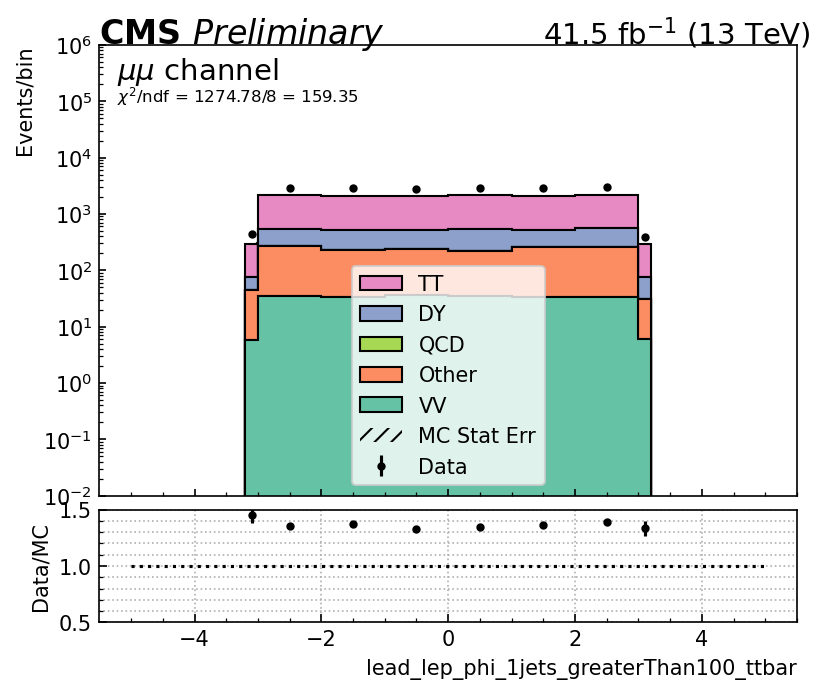 CMS Preliminary 41.5 fb⁻¹ (13 TeV)
μμ channel
χ²/ndf = 1274.78/8 = 159.35
Events/bin
10⁶
10⁵
10⁴
10³
10²
10¹
10⁰
10⁻¹
10⁻²
TT
DY
QCD
Other
VV
MC Stat Err
Data
Data/MC
1.5
1.0
0.5
−4 −2 0 2 4
lead_lep_phi_1jets_greaterThan100_ttbar